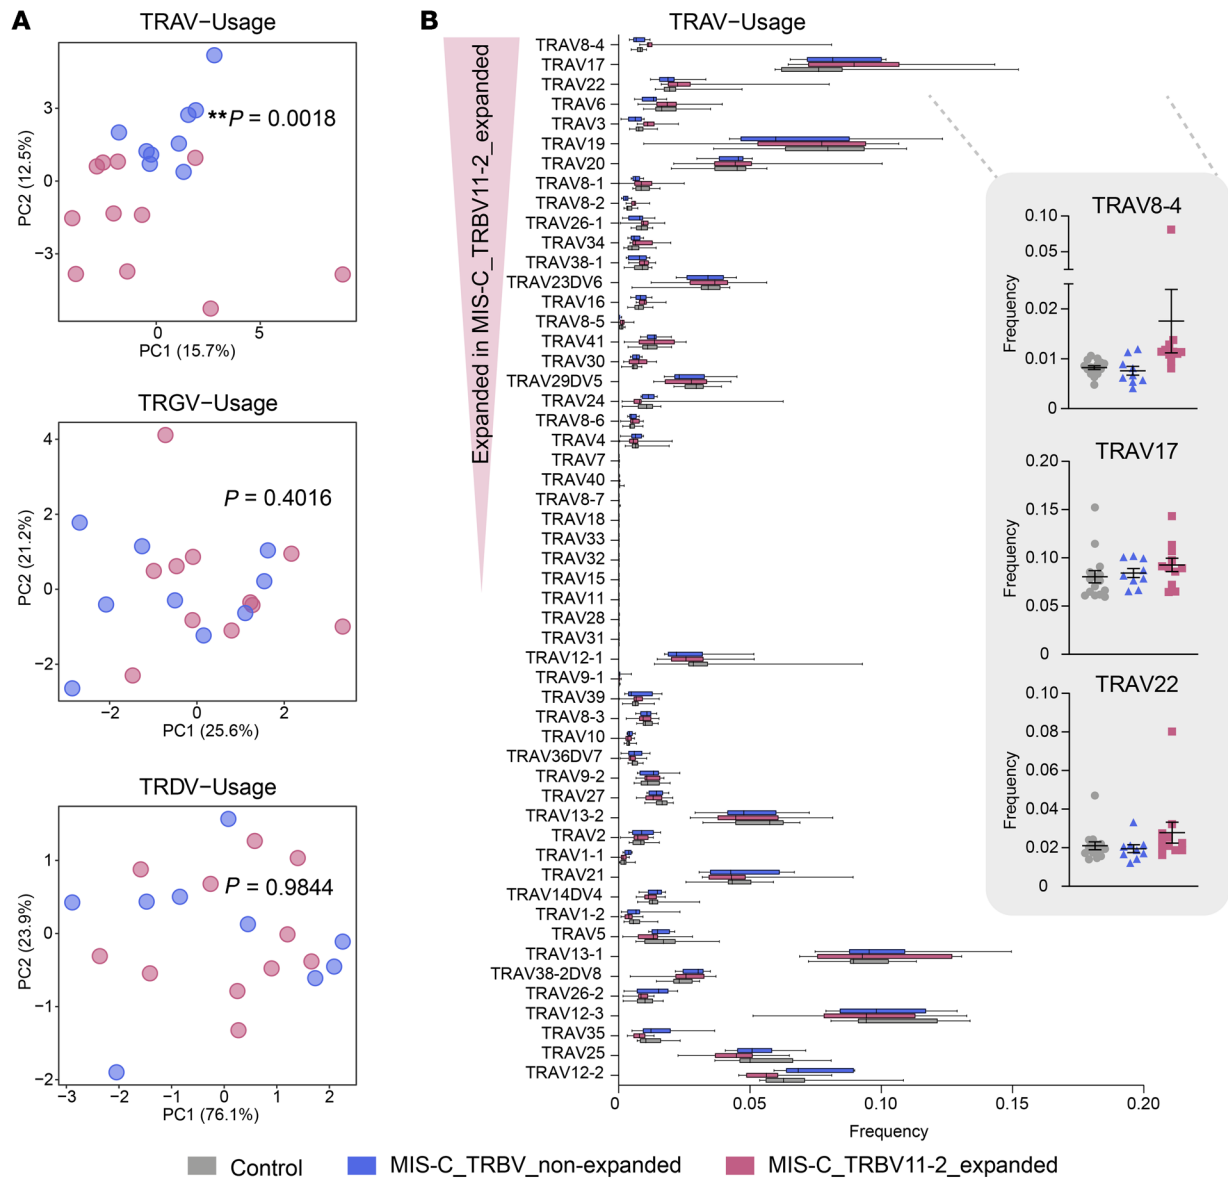 A
TRAV−Usage
**P = 0.0018
PC2 (12.5%)
3
0
−3
0
5
PC1 (15.7%)
TRGV−Usage
P = 0.4016
PC2 (21.2%)
4
2
0
−2
−2
0
2
PC1 (25.6%)
TRDV−Usage
P = 0.9844
PC2 (23.9%)
1
0
−1
−2
−3
−2
−1
0
1
2
PC1 (76.1%)
B
TRAV−Usage
Expanded in MIS-C_TRBV11-2_expanded
TRAV8-4
TRAV17
TRAV22
TRAV6
TRAV3
TRAV19
TRAV20
TRAV8-1
TRAV8-2
TRAV26-1
TRAV34
TRAV38-1
TRAV23DV6
TRAV16
TRAV8-5
TRAV41
TRAV30
TRAV29DV5
TRAV24
TRAV8-6
TRAV4
TRAV7
TRAV40
TRAV8-7
TRAV18
TRAV33
TRAV32
TRAV15
TRAV11
TRAV28
TRAV31
TRAV12-1
TRAV9-1
TRAV39
TRAV8-3
TRAV10
TRAV36DV7
TRAV9-2
TRAV27
TRAV13-2
TRAV2
TRAV1-1
TRAV21
TRAV14DV4
TRAV1-2
TRAV5
TRAV13-1
TRAV38-2DV8
TRAV26-2
TRAV12-3
TRAV35
TRAV25
TRAV12-2
0
0.05
0.10
0.15
0.20
Frequency
TRAV8-4
Frequency
0.10
0.05
0.02
0.01
0
TRAV17
Frequency
0.20
0.15
0.10
0.05
0
TRAV22
Frequency
0.10
0.08
0.06
0.04
0.02
0
Control
MIS-C_TRBV_non-expanded
MIS-C_TRBV11-2_expanded